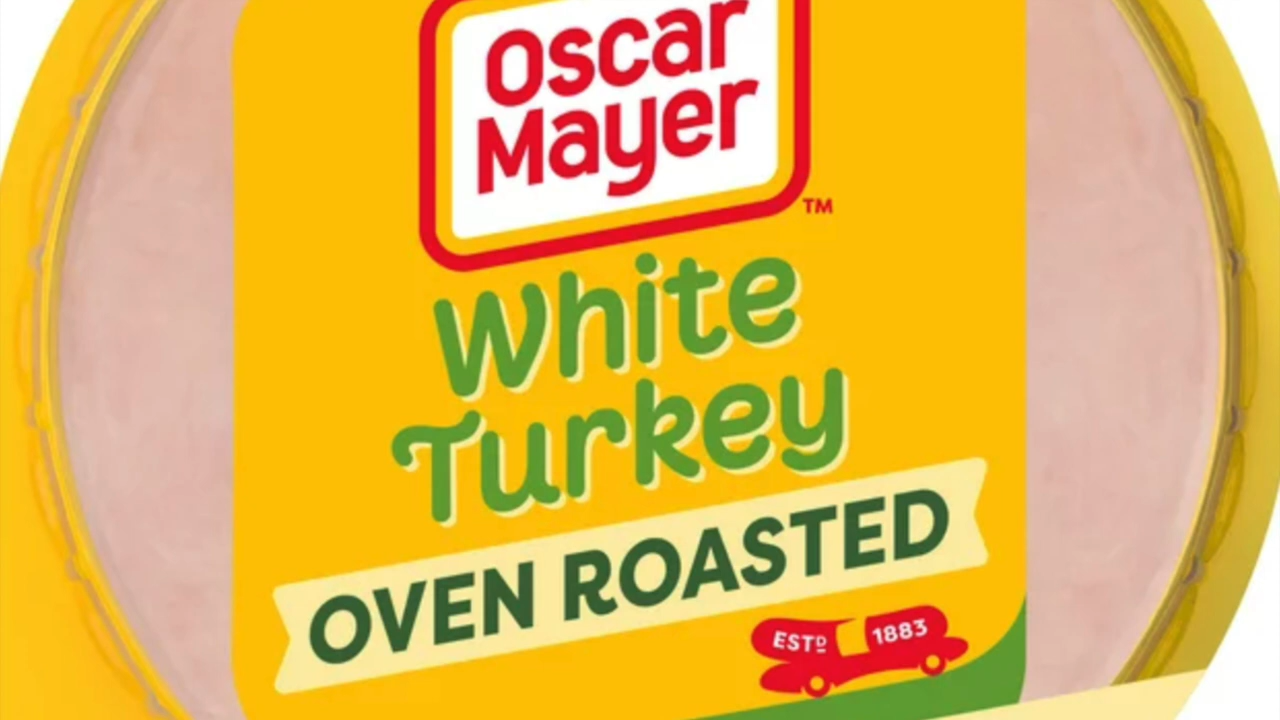 Oscar
Mayer
™
White
Turkey
OVEN ROASTED
ESTD 1883